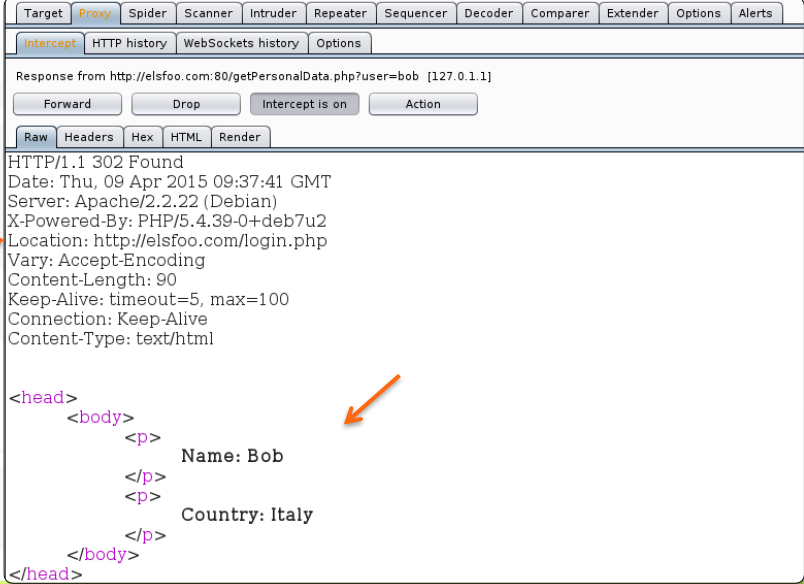 Target Proxy Spider Scanner Intruder Repeater Sequencer Decoder Comparer Extender Options Alerts
Intercept HTTP history WebSockets history Options
Response from http://elsfoo.com:80/getPersonalData.php?user=bob [127.0.1.1]
Forward Drop Intercept is on Action
Raw Headers Hex HTML Render
HTTP/1.1 302 Found
Date: Thu, 09 Apr 2015 09:37:41 GMT
Server: Apache/2.2.22 (Debian)
X-Powered-By: PHP/5.4.39-0+deb7u2
Location: http://elsfoo.com/login.php
Vary: Accept-Encoding
Content-Length: 90
Keep-Alive: timeout=5, max=100
Connection: Keep-Alive
Content-Type: text/html
<head>
<body>
<p>
Name: Bob
</p>
<p>
Country: Italy
</p>
</body>
</head>